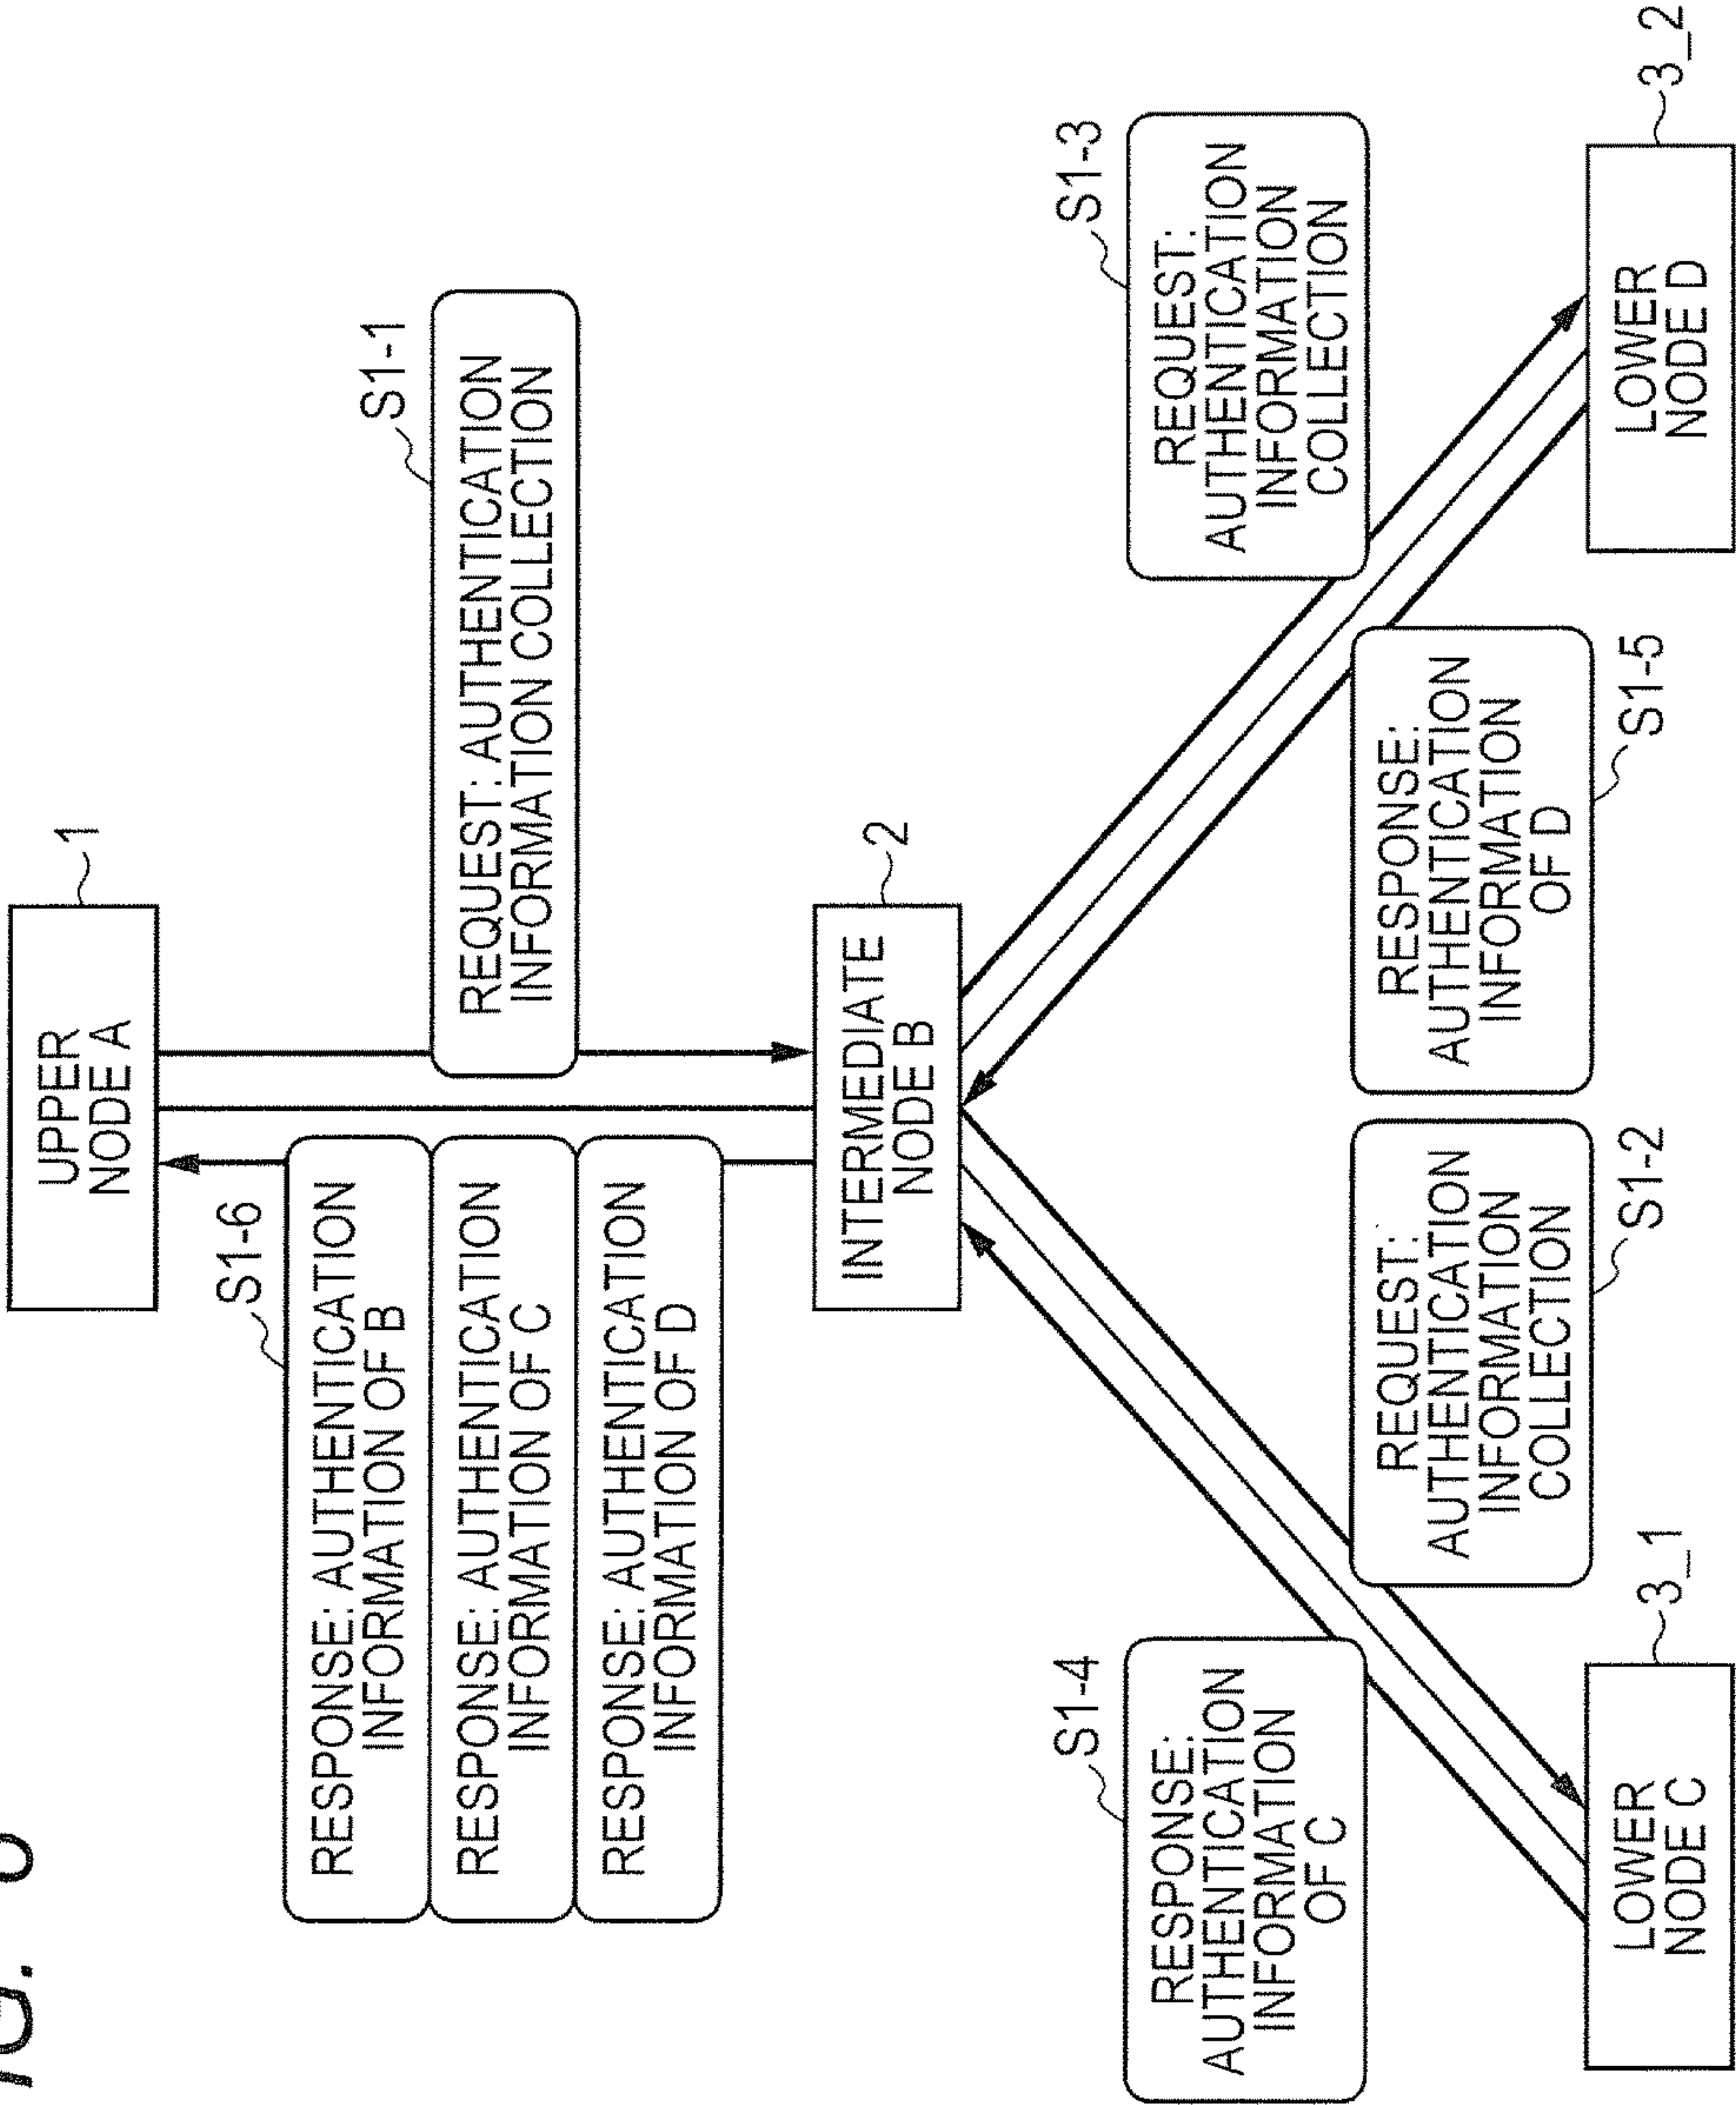 UPPER
NODE A
1
S1-6
RESPONSE: AUTHENTICATION
INFORMATION OF B
RESPONSE: AUTHENTICATION
INFORMATION OF C
RESPONSE: AUTHENTICATION
INFORMATION OF D
S1-1
REQUEST: AUTHENTICATION
INFORMATION COLLECTION
INTERMEDIATE
NODE B
2
S1-4
RESPONSE:
AUTHENTICATION
INFORMATION
OF C
S1-3
REQUEST:
AUTHENTICATION
INFORMATION
COLLECTION
REQUEST:
AUTHENTICATION
INFORMATION
COLLECTION
S1-2
RESPONSE:
AUTHENTICATION
INFORMATION
OF D
S1-5
LOWER
NODE C
3_1
LOWER
NODE D
3_2